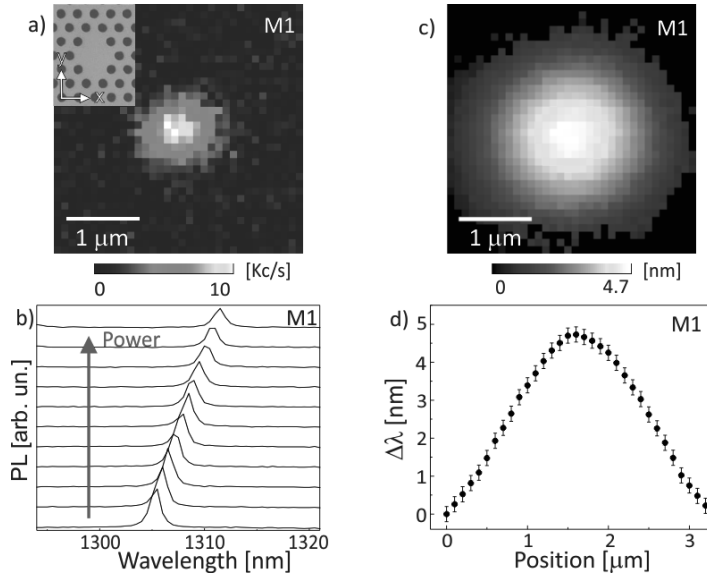 a)
M1
y
x
1 μm
[Kc/s]
0
10
c)
M1
1 μm
[nm]
0
4.7
b)
M1
Power
PL [arb. un.]
1300
1310
1320
Wavelength [nm]
d)
M1
5
4
3
2
1
0
Δλ [nm]
0
1
2
3
Position [μm]